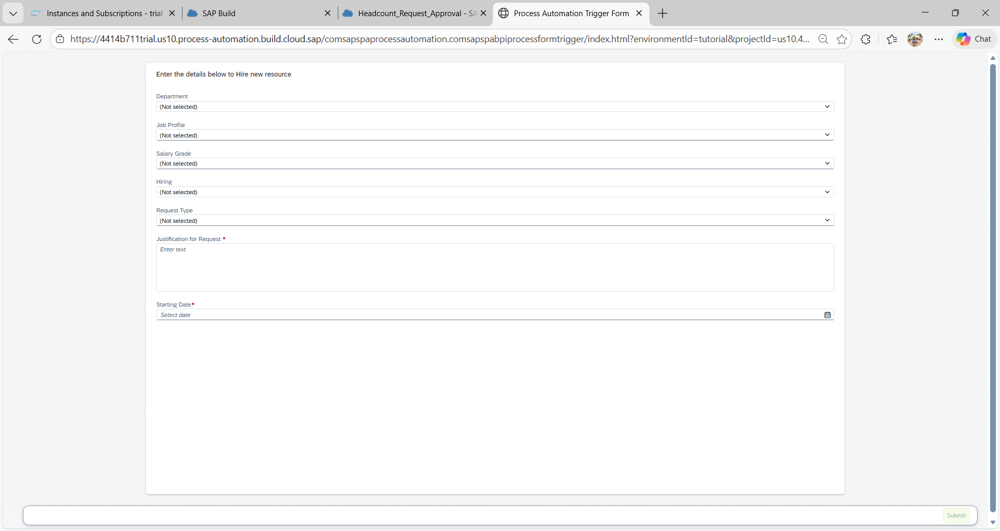 Instances and Subscriptions - trial
SAP Build
Headcount_Request_Approval - SA
Process Automation Trigger Form
https://4414b711trial.us10.process-automation.build.cloud.sap/comsapspaprocessautomation.comsapspabpiprocessformtrigger/index.html?environmentId=tutorial&projectId=us10.4...
Chat
Enter the details below to Hire new resource
Department
(Not selected)
Job Profile
(Not selected)
Salary Grade
(Not selected)
Hiring
(Not selected)
Request Type
(Not selected)
Justification for Request *
Enter text
Starting Date*
Select date
Submit